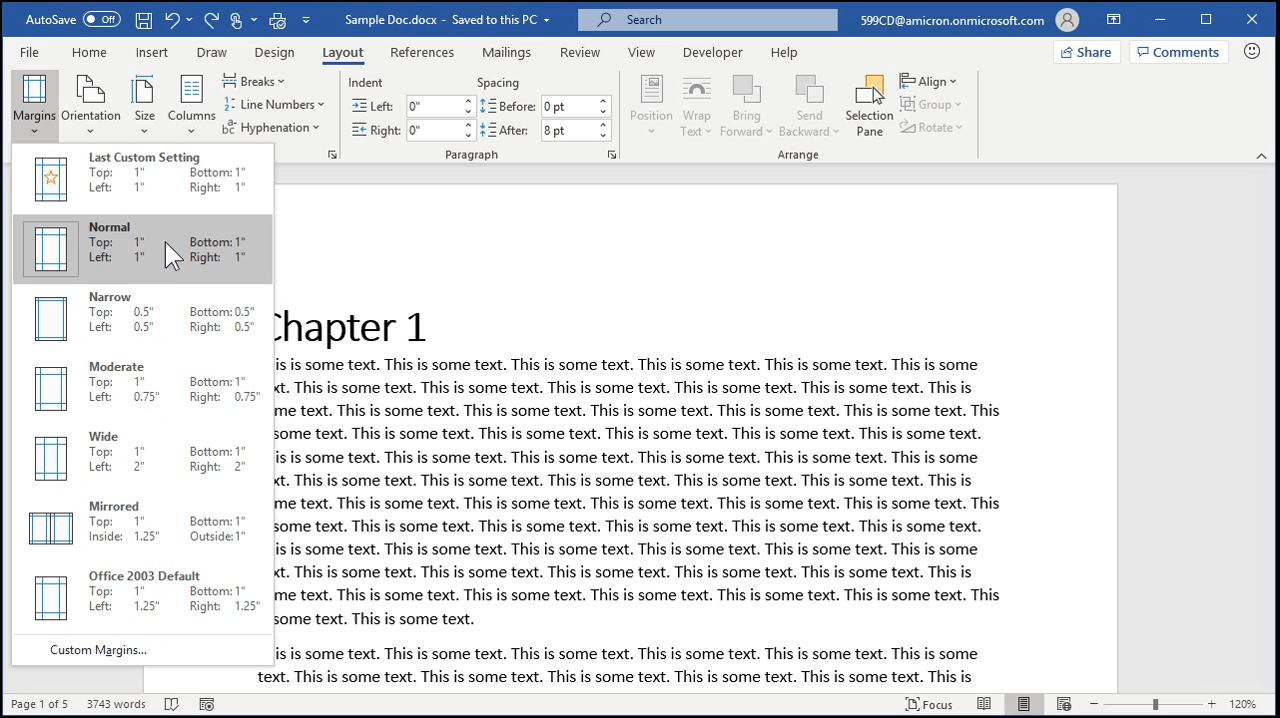 AutoSave Off Sample Doc.docx - Saved to this PC Search 599CD@amicron.onmicrosoft.com
File Home Insert Draw Design Layout References Mailings Review View Developer Help Share Comments
Margins Orientation Size Columns
Breaks
Line Numbers
Hyphenation
Indent Spacing
Left: 0" Before: 0 pt
Right: 0" After: 8 pt
Paragraph
Position Wrap Text Bring Forward Send Backward Selection Pane
Align
Group
Rotate
Arrange
Last Custom Setting
Top: 1" Bottom: 1"
Left: 1" Right: 1"
Normal
Top: 1" Bottom: 1"
Left: 1" Right: 1"
Narrow
Top: 0.5" Bottom: 0.5"
Left: 0.5" Right: 0.5"
Moderate
Top: 1" Bottom: 1"
Left: 0.75" Right: 0.75"
Wide
Top: 1" Bottom: 1"
Left: 2" Right: 2"
Mirrored
Top: 1" Bottom: 1"
Inside: 1.25" Outside: 1"
Office 2003 Default
Top: 1" Bottom: 1"
Left: 1.25" Right: 1.25"
Custom Margins...
Chapter 1
is is some text. This is some text. This is some text. This is some text. This is some text. This is some
xt. This is some text. This is some text. This is some text. This is some text. This is some text. This is
me text. This is some text. This is some text. This is some text. This is some text. This is some text. This
some text. This is some text. This is some text. This is some text. This is some text. This is some text.
is is some text. This is some text. This is some text. This is some text. This is some text. This is some
xt. This is some text. This is some text. This is some text. This is some text. This is some text. This is
me text. This is some text. This is some text. This is some text. This is some text. This is some text. This
some text. This is some text. This is some text. This is some text. This is some text. This is some text.
is is some text. This is some text. This is some text. This is some text. This is some text. This is some
xt. This is some text. This is some text. This is some text. This is some text. This is some text. This is
me text. This is some text. This is some text. This is some text. This is some text. This is some text. This
some text. This is some text.
is is some text. This is some text. This is some text. This is some text. This is some text. This is some
text. This is some text. This is some text. This is some text. This is some text. This is some text. This is
Page 1 of 5 3743 words Focus 120%